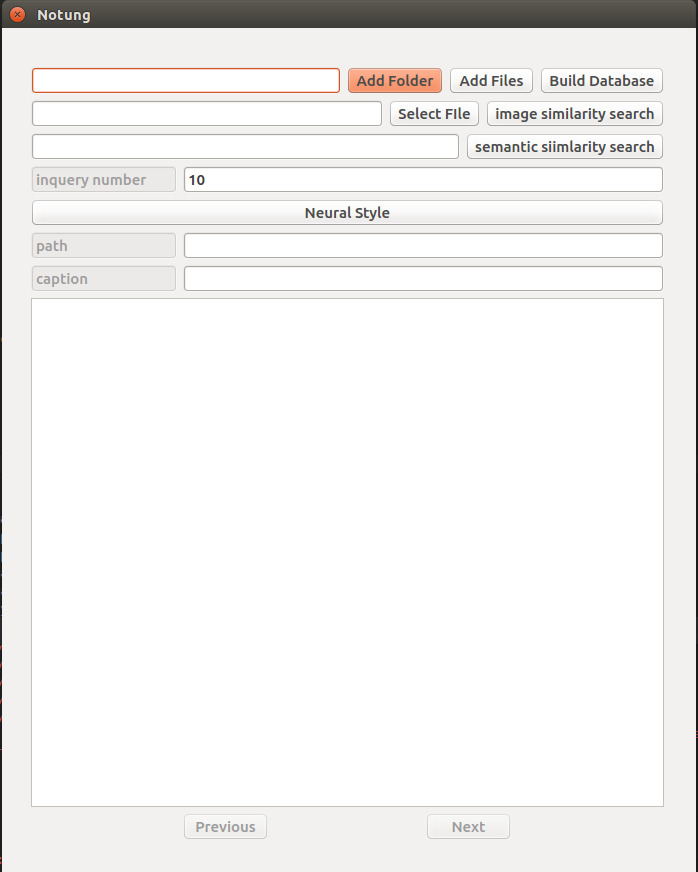 Notung
Add Folder Add Files Build Database
Select FIle image similarity search
semantic siimlarity search
inquery number 10
Neural Style
path
caption
Previous Next